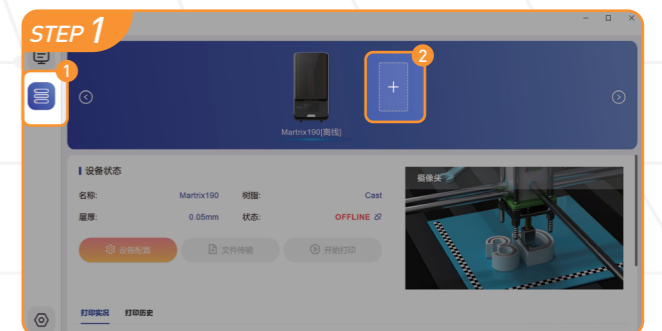 STEP 1
1
2
Martrix190[离线]
设备状态
名称: Martrix190 树脂: Cast
层厚: 0.05mm 状态: OFFLINE
设备配置 文件传输 开始打印
摄像头
打印实况 打印历史